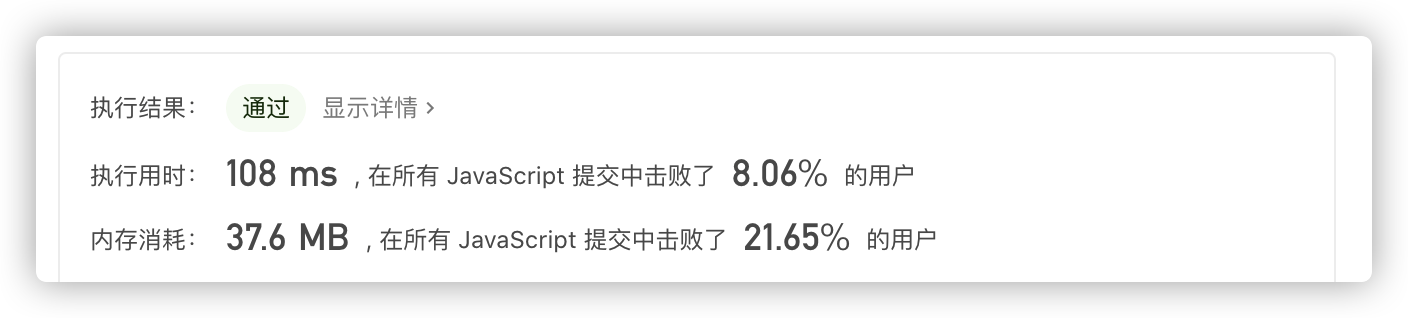 执行结果： 通过 显示详情 ›
执行用时： 108 ms , 在所有 JavaScript 提交中击败了 8.06% 的用户
内存消耗： 37.6 MB , 在所有 JavaScript 提交中击败了 21.65% 的用户